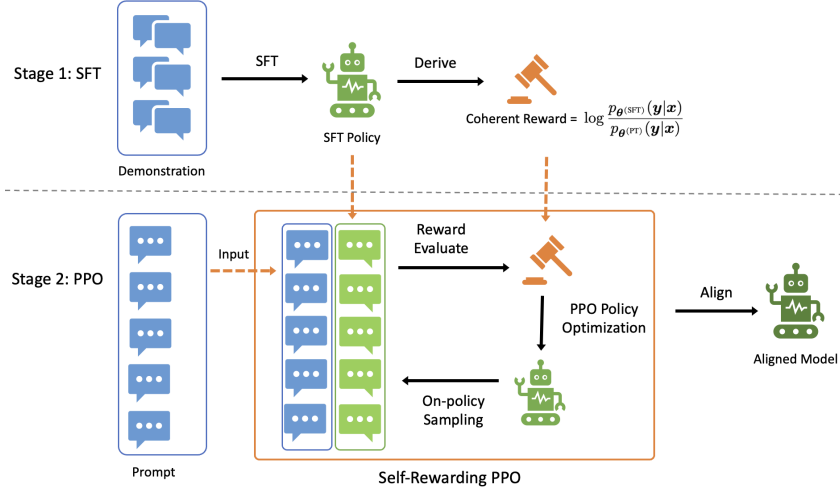 Stage 1: SFT
SFT
Derive
SFT Policy
Coherent Reward = log p_θ(SFT)(y|x) / p_θ(PT)(y|x)
Demonstration
Stage 2: PPO
Input
Reward
Evaluate
PPO Policy
Optimization
On-policy
Sampling
Align
Aligned Model
Prompt
Self-Rewarding PPO